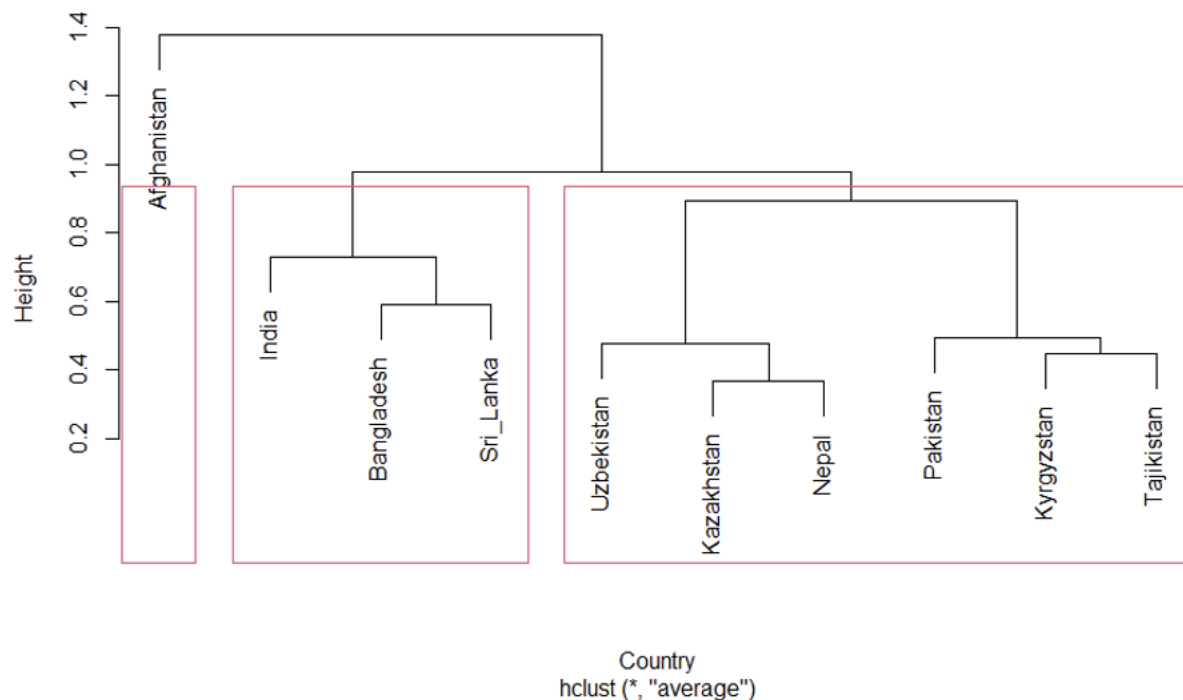 Height
1.4
1.2
1.0
0.8
0.6
0.4
0.2
Afghanistan
India
Bangladesh
Sri_Lanka
Uzbekistan
Kazakhstan
Nepal
Pakistan
Kyrgyzstan
Tajikistan
Country
hclust (*, "average")